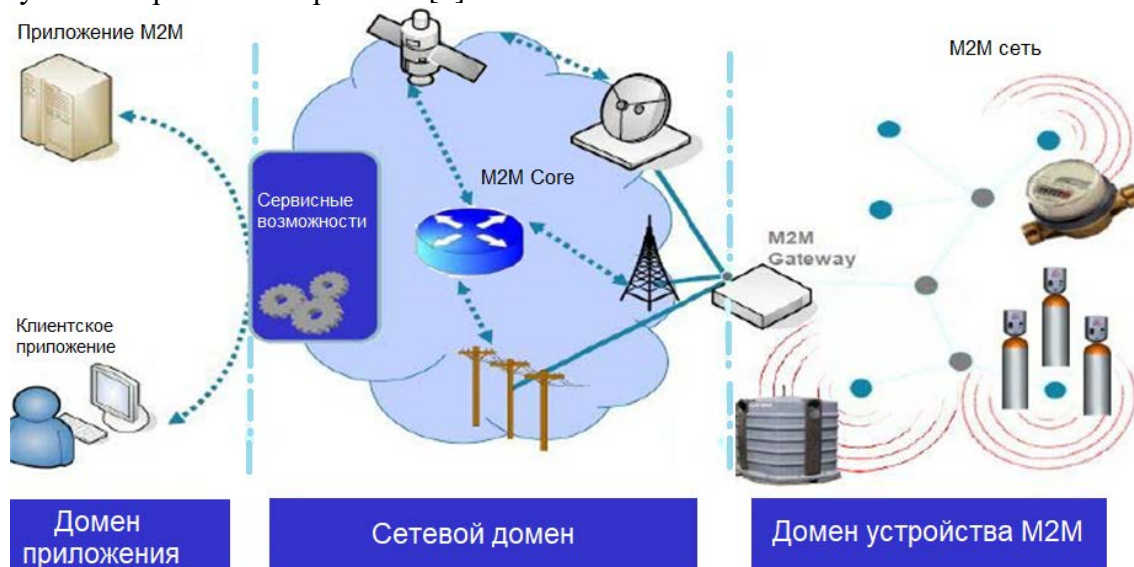 Приложение М2М
М2М сеть
M2M Core
Сервисные
возможности
M2M
Gateway
Клиентское
приложение
Домен
приложения
Сетевой домен
Домен устройства М2М